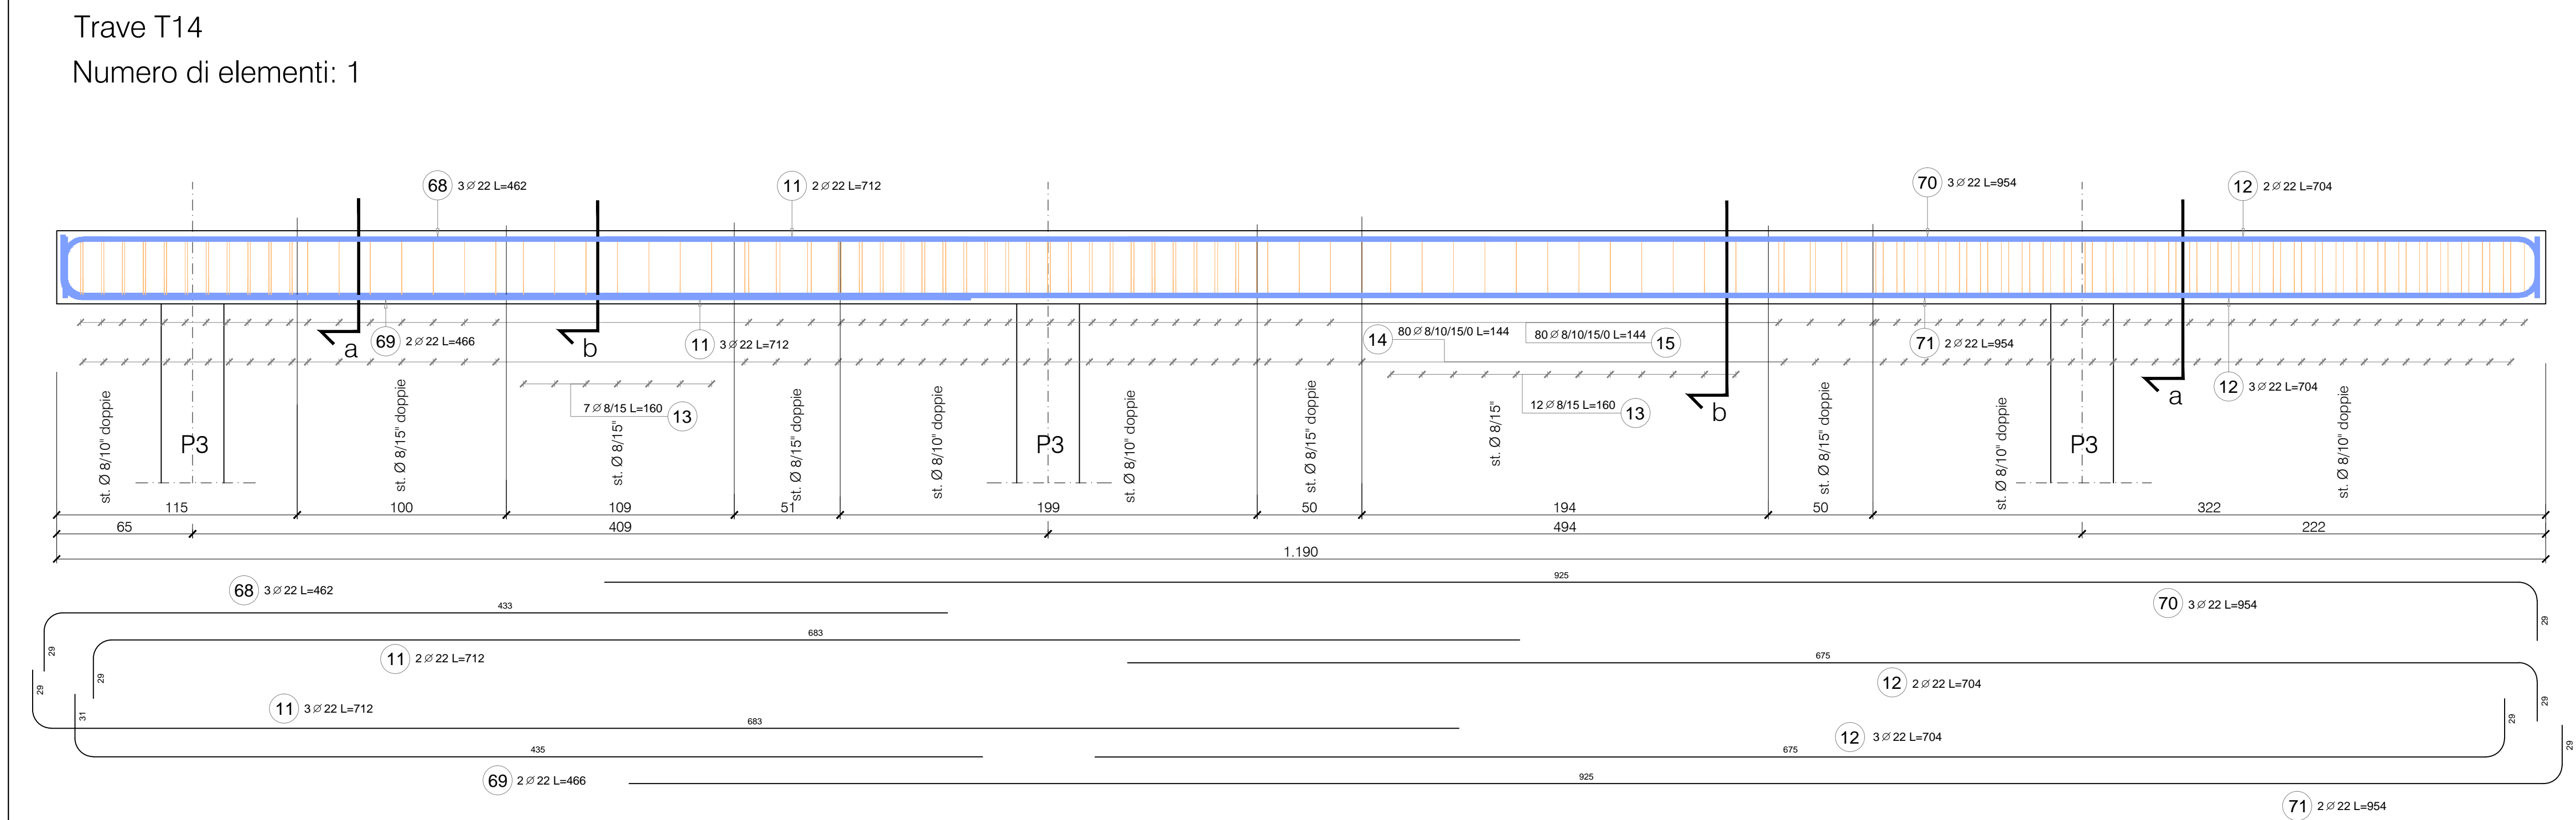 Trave T14
Numero di elementi: 1
68 3 Ø 22 L=462
11 2 Ø 22 L=712
70 3 Ø 22 L=954
12 2 Ø 22 L=704
a
69 2 Ø 22 L=466
b
11 3 Ø 22 L=712
14 80 Ø 8/10/15/0 L=144
80 Ø 8/10/15/0 L=144 15
71 2 Ø 22 L=954
12 3 Ø 22 L=704
a
b
7 Ø 8/15 L=160 13
12 Ø 8/15 L=160 13
st. Ø 8/10" doppie
P3
st. Ø 8/15" doppie
st. Ø 8/15"
st. Ø 8/15" doppie
st. Ø 8/10" doppie
P3
st. Ø 8/10" doppie
st. Ø 8/15" doppie
st. Ø 8/15"
st. Ø 8/15" doppie
st. Ø 8/10" doppie
P3
st. Ø 8/10" doppie
115 100 109 51 199 50 194 50 322
65 409 494 222
1.190
925
68 3 Ø 22 L=462
70 3 Ø 22 L=954
433
29
29
683
11 2 Ø 22 L=712
29
675
12 2 Ø 22 L=704
29
29
11 3 Ø 22 L=712
683
31
435
12 3 Ø 22 L=704
675
29
69 2 Ø 22 L=466
925
29
71 2 Ø 22 L=954